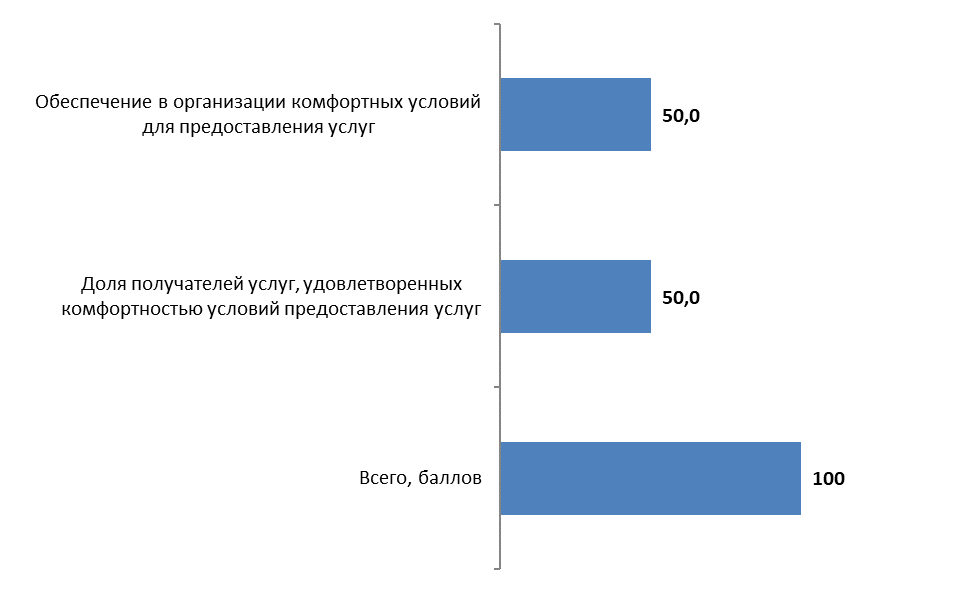 Обеспечение в организации комфортных условий
для предоставления услуг
50,0
Доля получателей услуг, удовлетворенных
комфортностью условий предоставления услуг
50,0
Всего, баллов
100